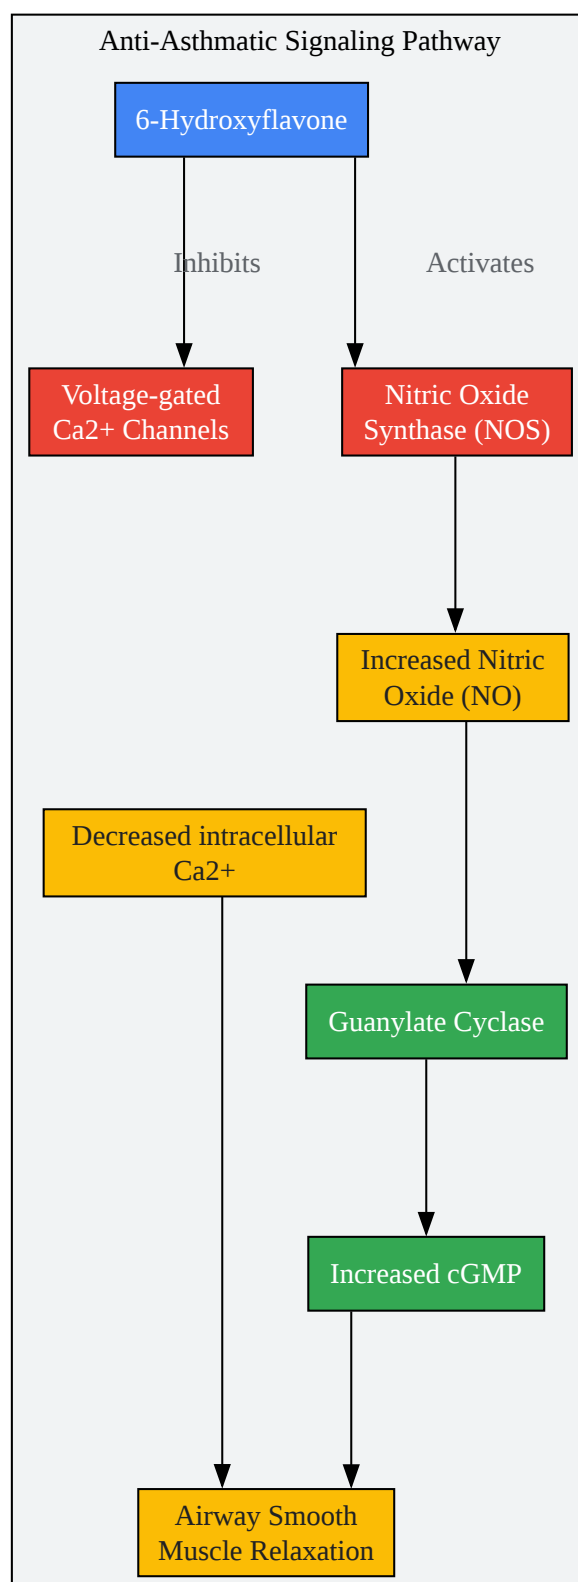 Anti-Asthmatic Signaling Pathway
6-Hydroxyflavone
Inhibits
Activates
Voltage-gated
Ca2+ Channels
Nitric Oxide
Synthase (NOS)
Increased Nitric
Oxide (NO)
Decreased intracellular
Ca2+
Guanylate Cyclase
Increased cGMP
Airway Smooth
Muscle Relaxation